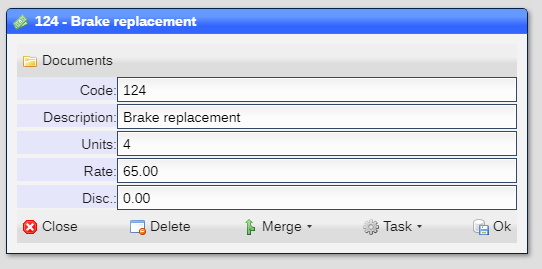 124 - Brake replacement
Documents
Code: 124
Description: Brake replacement
Units: 4
Rate: 65.00
Disc.: 0.00
Close Delete Merge Task Ok